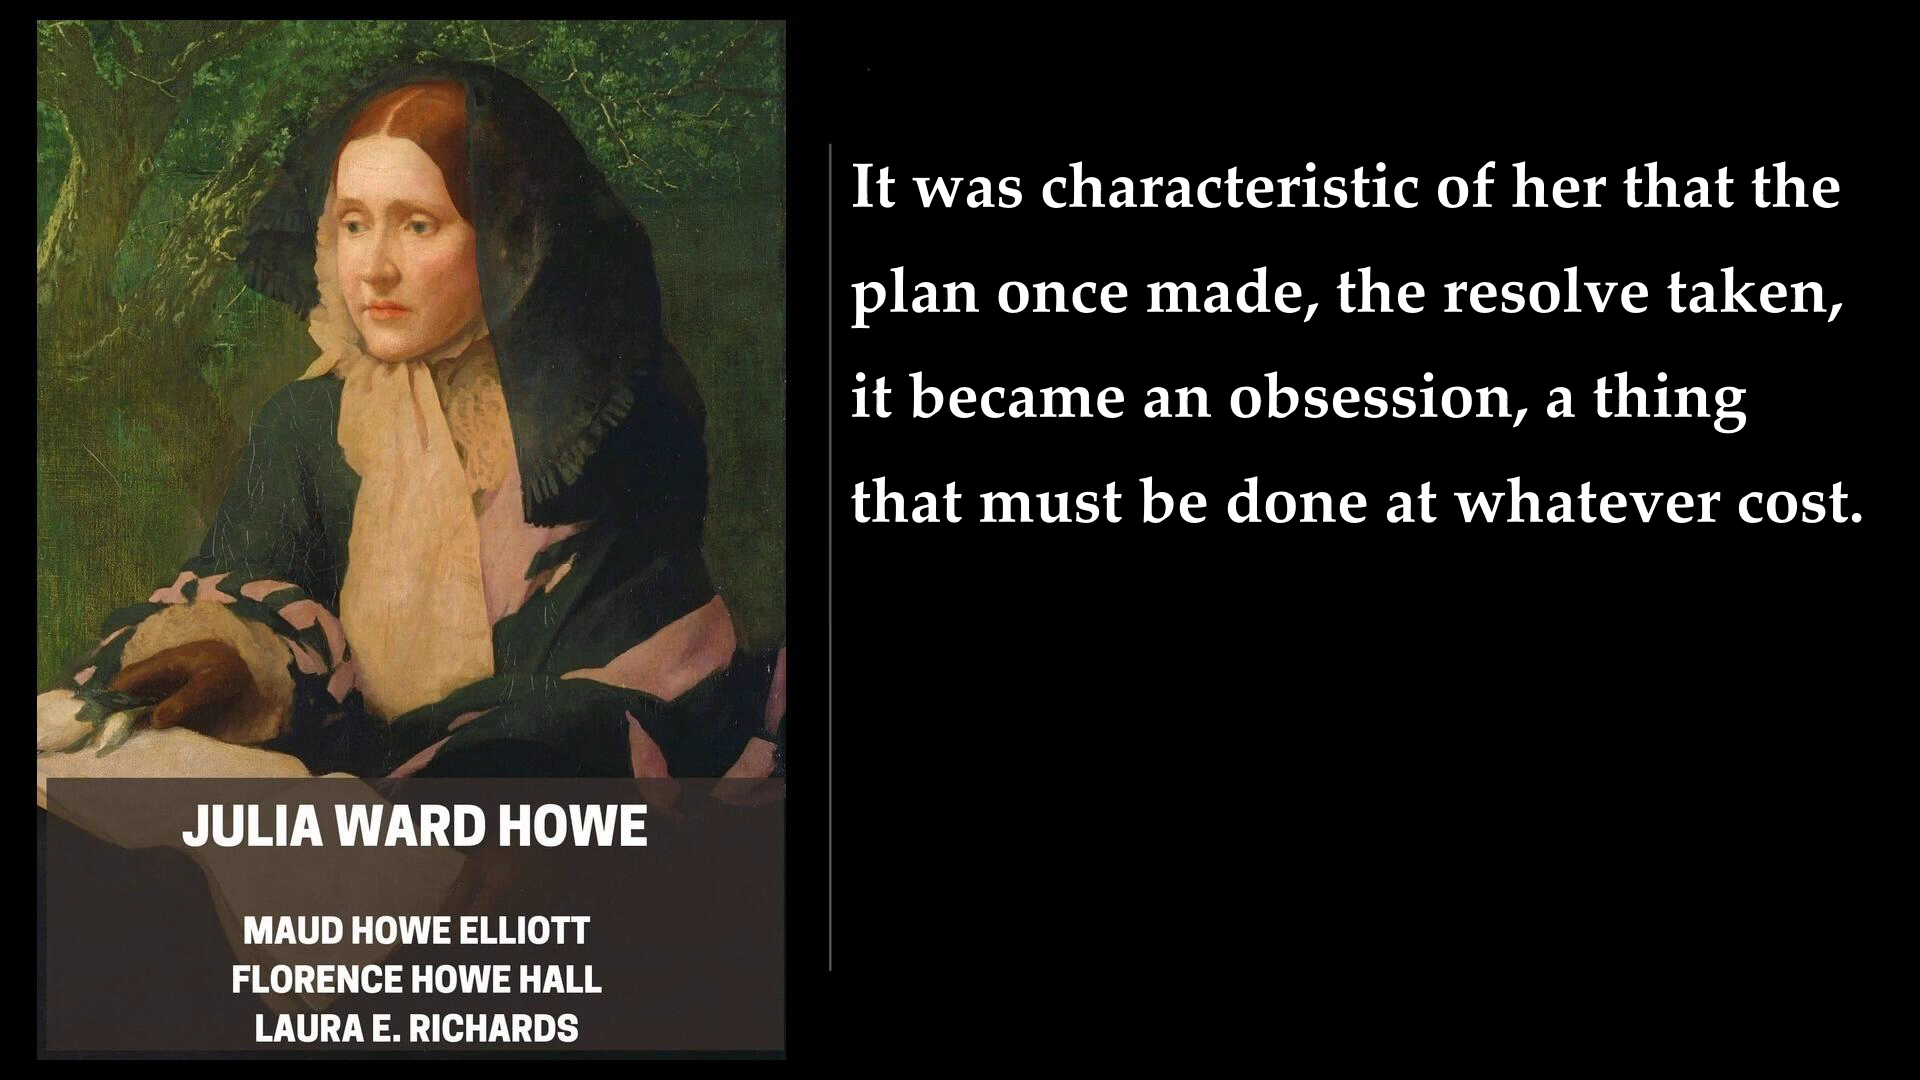 It was characteristic of her that the
plan once made, the resolve taken,
it became an obsession, a thing
that must be done at whatever cost.
JULIA WARD HOWE
MAUD HOWE ELLIOTT
FLORENCE HOWE HALL
LAURA E. RICHARDS